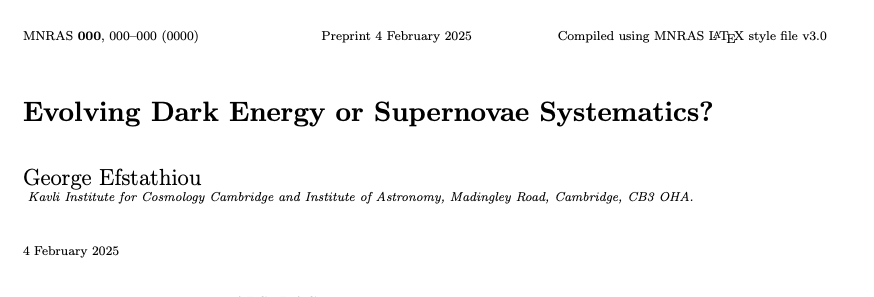 MNRAS 000, 000–000 (0000) Preprint 4 February 2025 Compiled using MNRAS LATEX style file v3.0
Evolving Dark Energy or Supernovae Systematics?
George Efstathiou
Kavli Institute for Cosmology Cambridge and Institute of Astronomy, Madingley Road, Cambridge, CB3 OHA.
4 February 2025